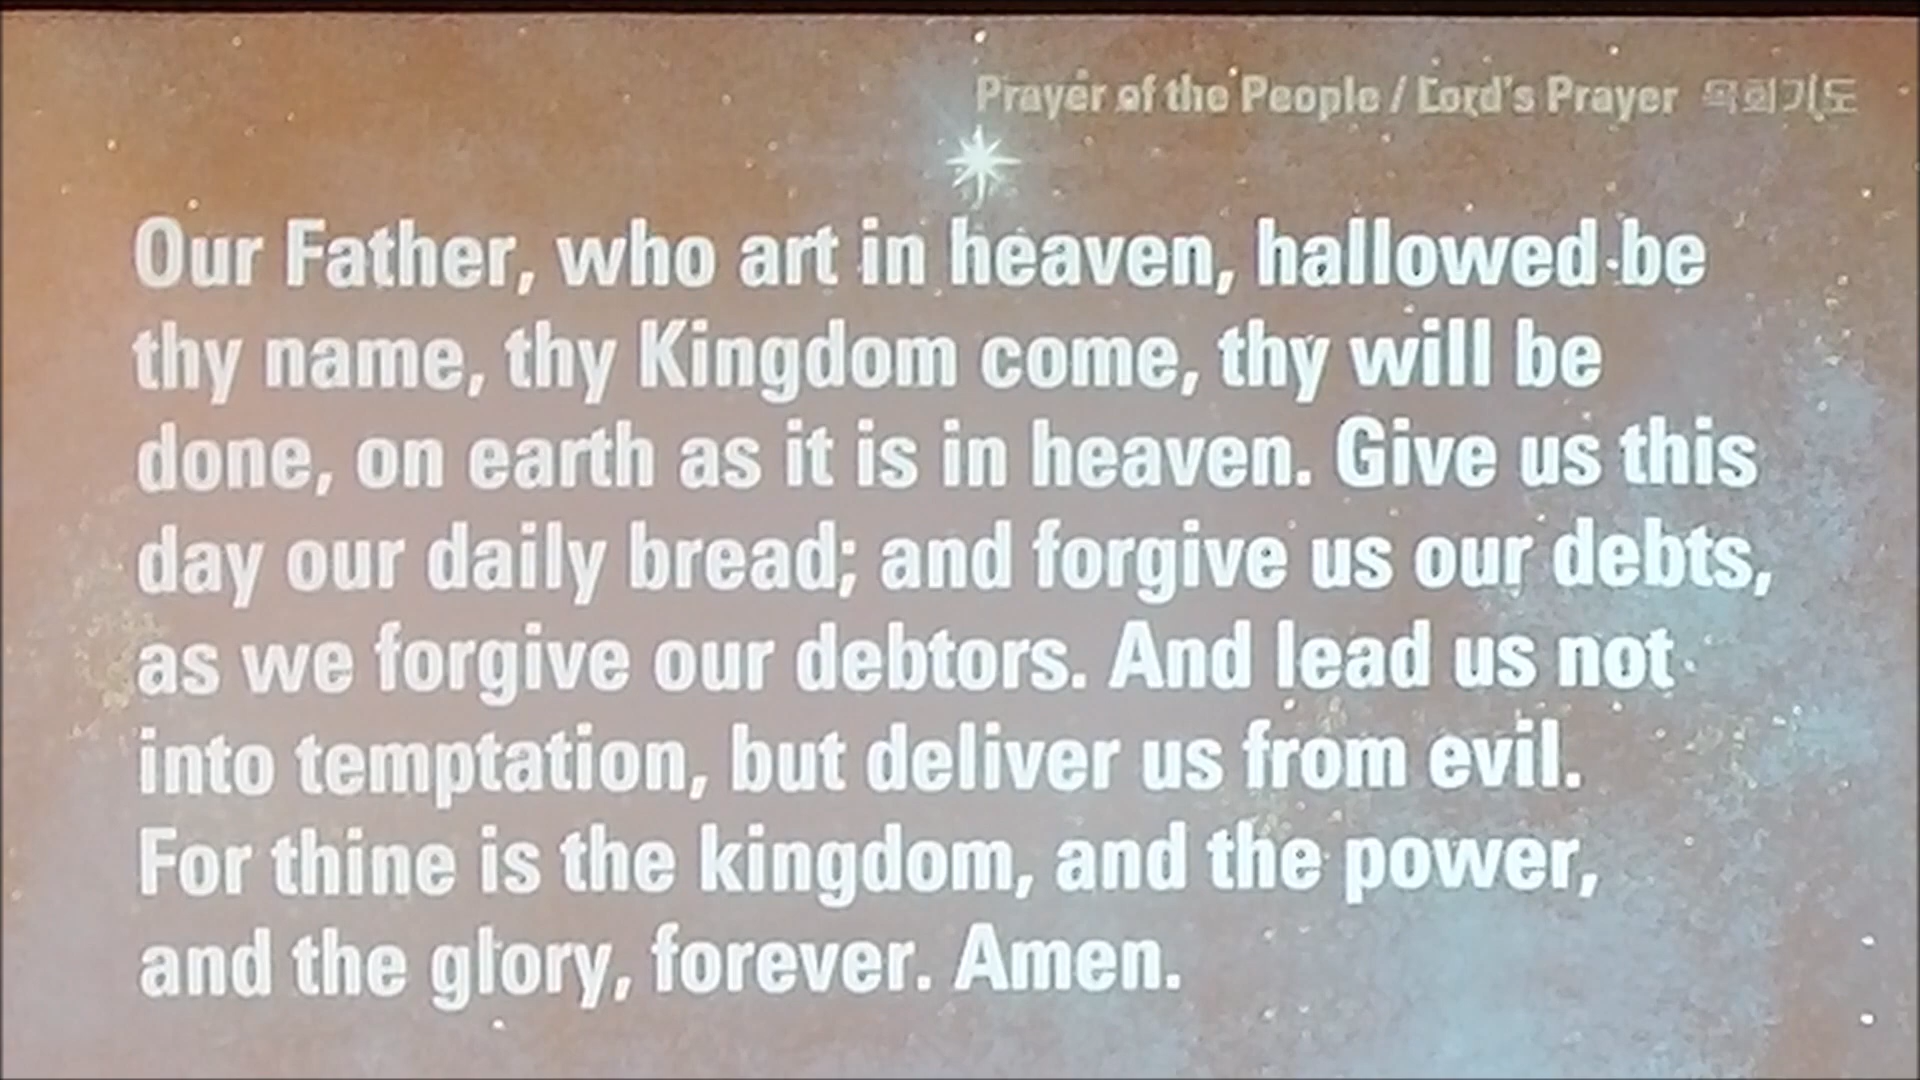 Prayer of the People / Lord's Prayer 목회기도
Our Father, who art in heaven, hallowed be
thy name, thy Kingdom come, thy will be
done, on earth as it is in heaven. Give us this
day our daily bread; and forgive us our debts,
as we forgive our debtors. And lead us not
into temptation, but deliver us from evil.
For thine is the kingdom, and the power,
and the glory, forever. Amen.